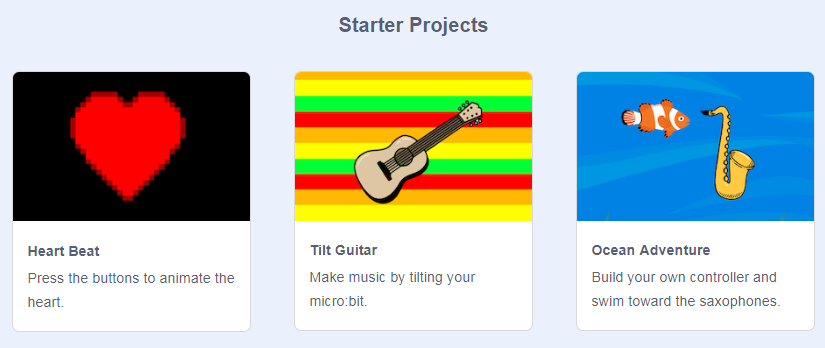 Starter Projects
Heart Beat
Press the buttons to animate the
heart.
Tilt Guitar
Make music by tilting your
micro:bit.
Ocean Adventure
Build your own controller and
swim toward the saxophones.